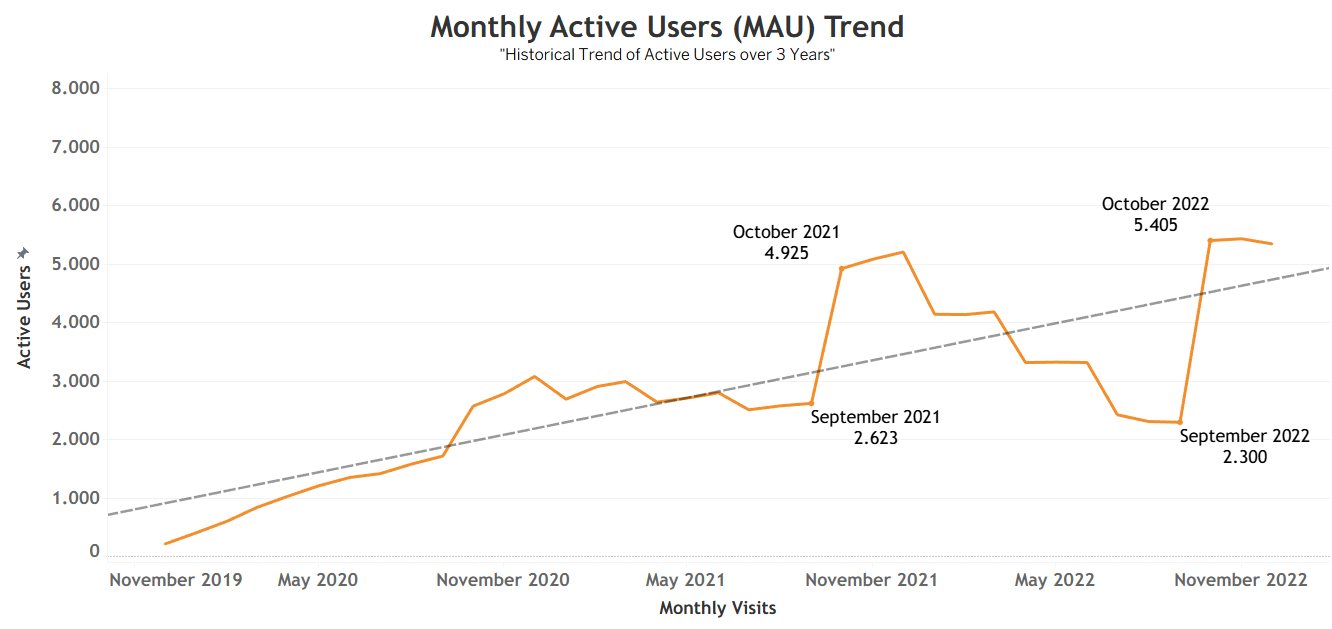 Monthly Active Users (MAU) Trend
"Historical Trend of Active Users over 3 Years"
8.000
7.000
6.000
5.000
4.000
3.000
2.000
1.000
0
Active Users
October 2021
4.925
September 2021
2.623
October 2022
5.405
September 2022
2.300
November 2019
May 2020
November 2020
May 2021
November 2021
May 2022
November 2022
Monthly Visits